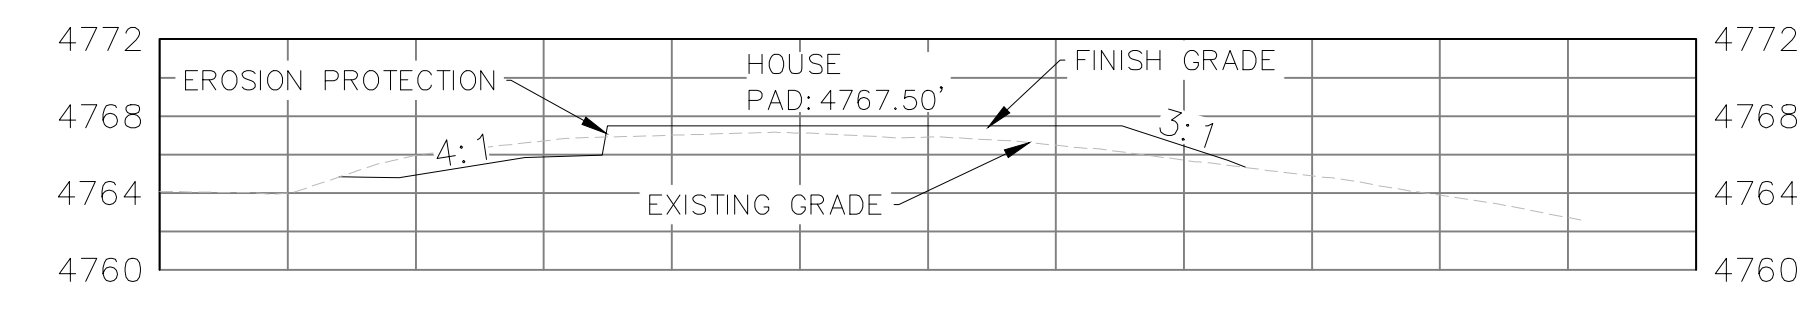 4772
4772
HOUSE
FINISH GRADE
EROSION PROTECTION
PAD: 4767.50'
4768
4768
3:1
4:1
4764
4764
EXISTING GRADE
4760
4760